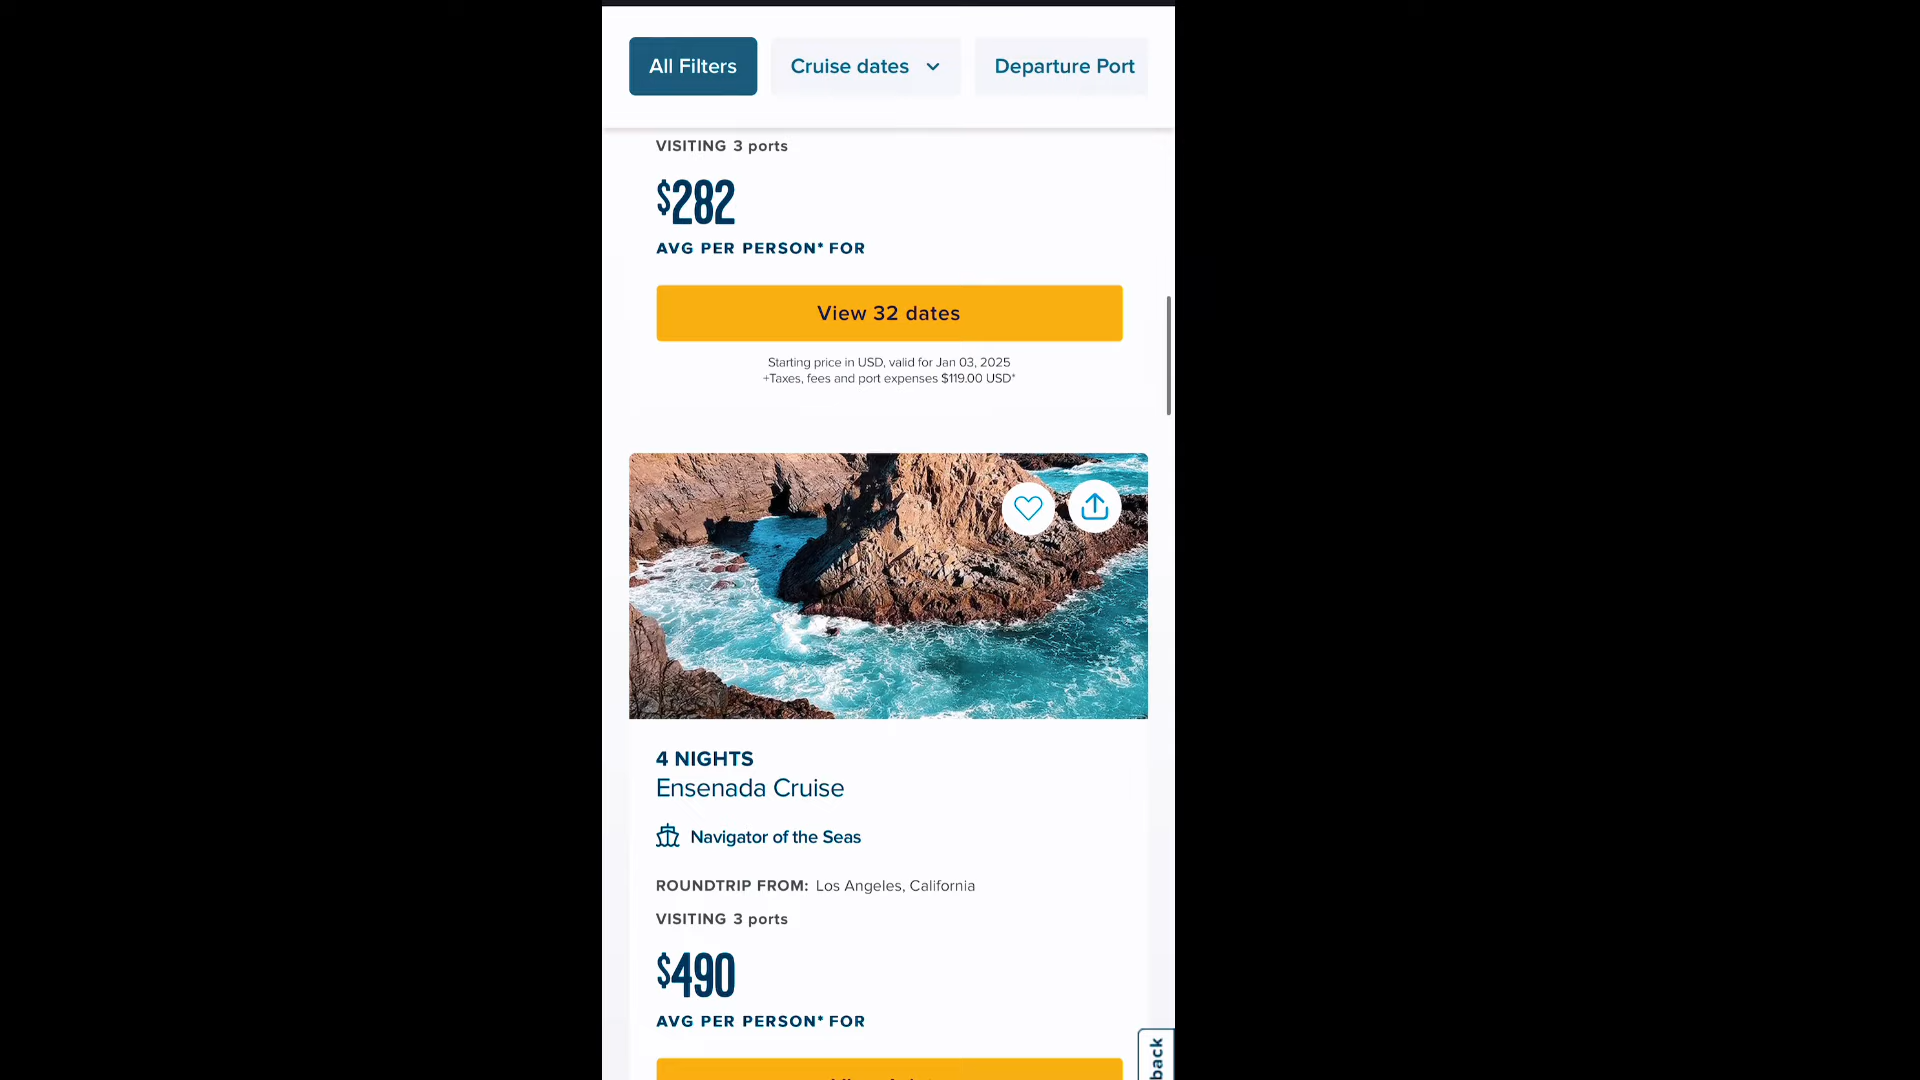 All Filters
Cruise dates
Departure Port
VISITING 3 ports
$282
AVG PER PERSON* FOR
View 32 dates
Starting price in USD, valid for Jan 03, 2025
+Taxes, fees and port expenses $119.00 USD*
4 NIGHTS
Ensenada Cruise
Navigator of the Seas
ROUNDTRIP FROM: Los Angeles, California
VISITING 3 ports
$490
AVG PER PERSON* FOR
back